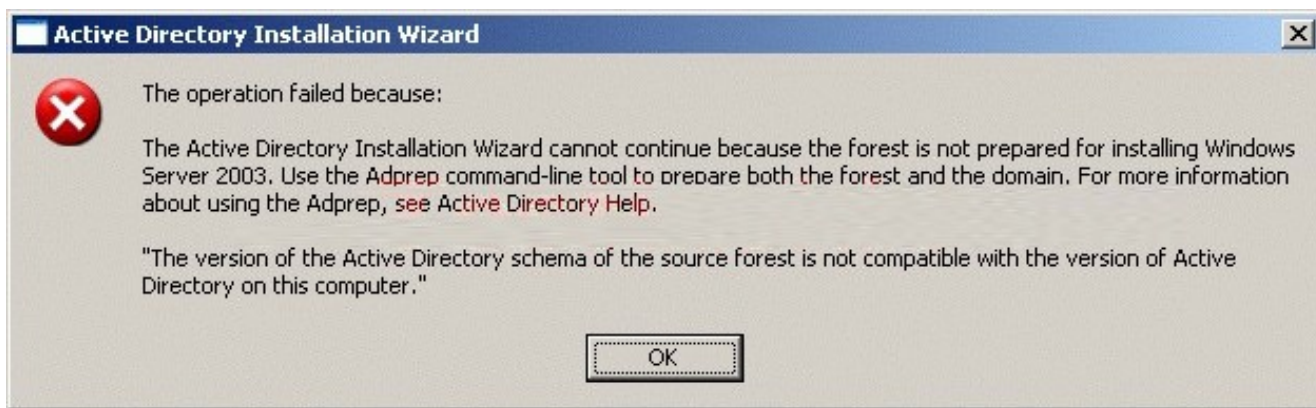 Active Directory Installation Wizard
The operation failed because:
The Active Directory Installation Wizard cannot continue because the forest is not prepared for installing Windows
Server 2003. Use the Adprep command-line tool to prepare both the forest and the domain. For more information
about using the Adprep, see Active Directory Help.
"The version of the Active Directory schema of the source forest is not compatible with the version of Active
Directory on this computer."
OK